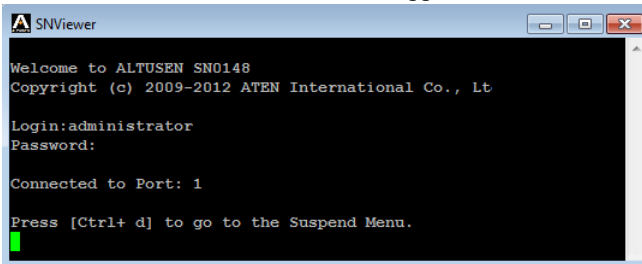 SNViewer
Welcome to ALTUSEN SN0148
Copyright (c) 2009-2012 ATEN International Co., Lt
Login:administrator
Password:
Connected to Port: 1
Press [Ctrl+ d] to go to the Suspend Menu.